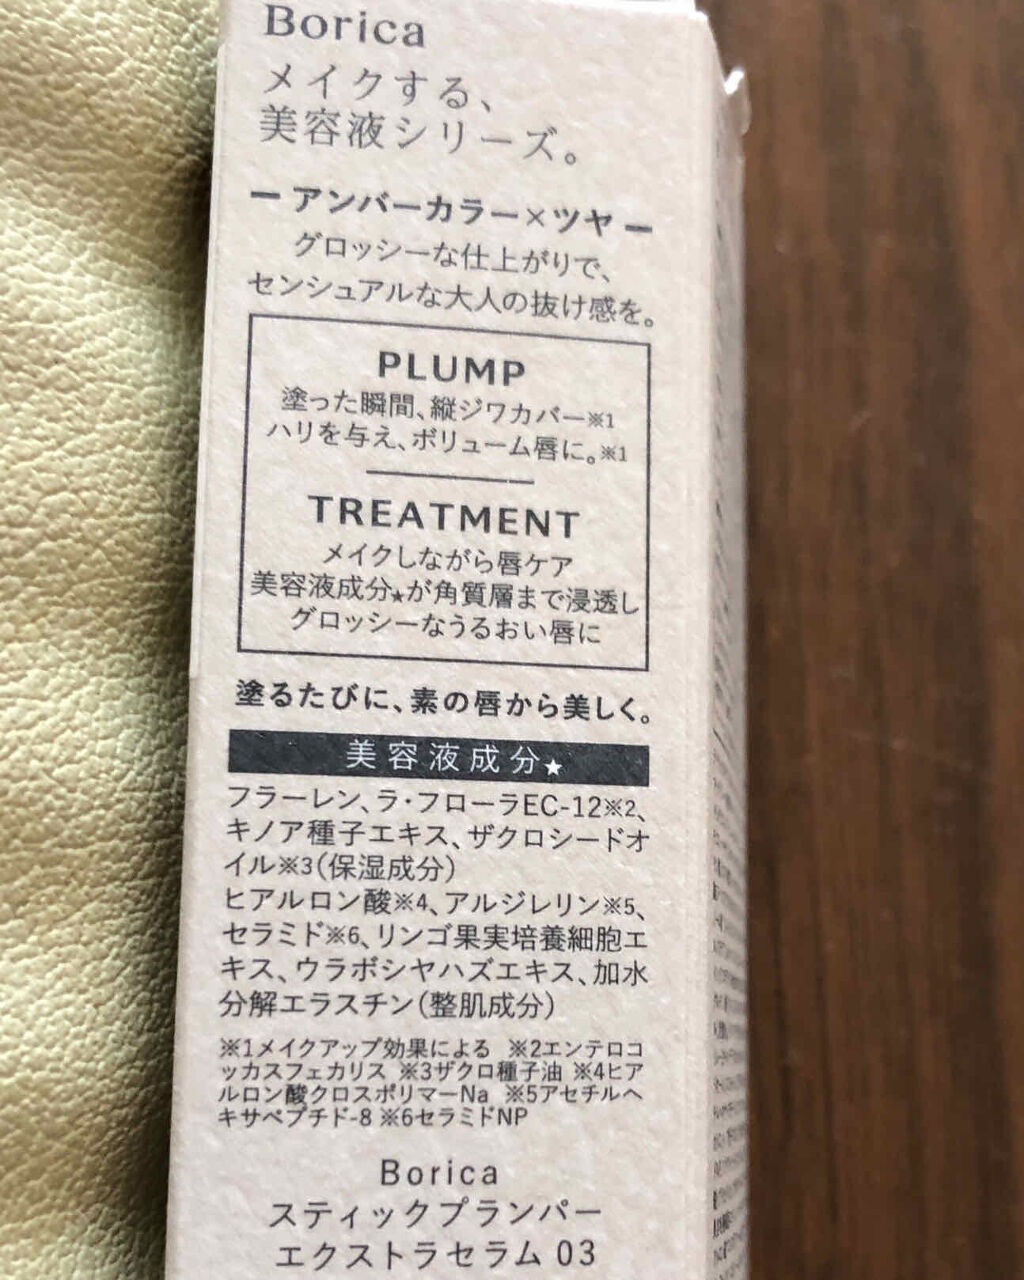 Borica
メイクする、
美容液シリーズ。
ーアンバーカラー×ツヤー
グロッシーな仕上がりで、
センシュアルな大人の抜け感を。
PLUMP
塗った瞬間、縦ジワカバー※1
ハリを与え、ボリューム唇に。※1
TREATMENT
メイクしながら唇ケア
美容液成分★が角質層まで浸透し
グロッシーなうるおい唇に
塗るたびに、素の唇から美しく。
美容液成分★
フラーレン、ラ・フローラEC-12※2、
キノア種子エキス、ザクロシードオ
イル※3(保湿成分)
ヒアルロン酸※4、アルジレリン※5、
セラミド※6、リンゴ果実培養細胞エ
キス、ウラボシヤハズエキス、加水
分解エラスチン(整肌成分)
※1メイクアップ効果による ※2エンテロコ
ッカスフェカリス ※3ザクロ種子油 ※4ヒア
ルロン酸クロスポリマーNa ※5アセチルヘ
キサペプチド-8 ※6セラミドNP
Borica
スティックプランパー
エクストラセラム 03